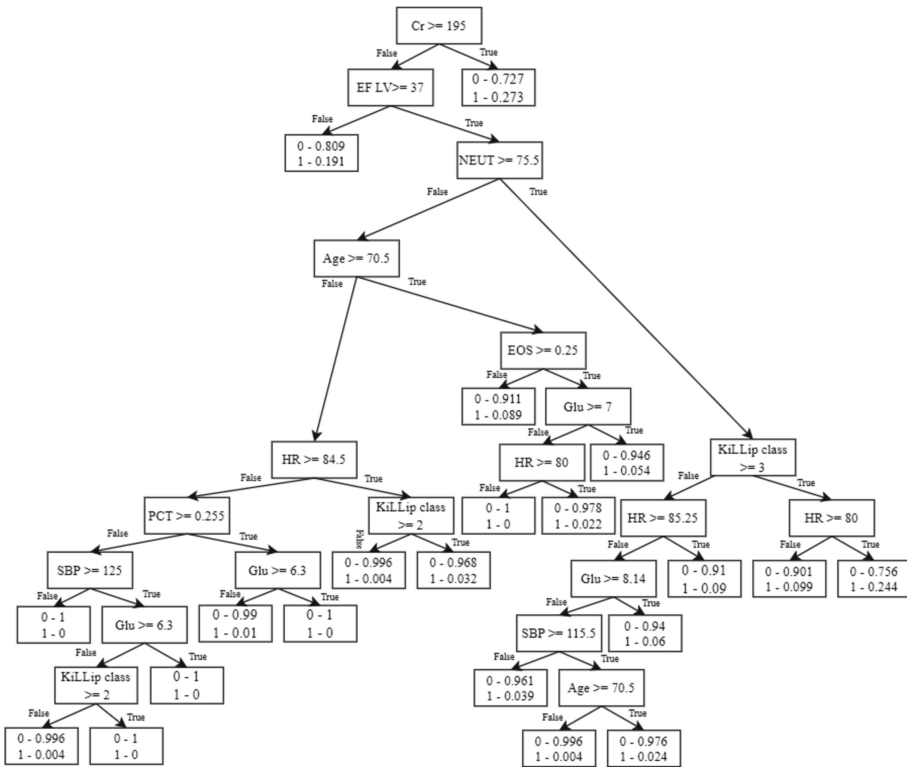 Cr >= 195
False
True
EF LV>= 37
0 - 0.727
1 - 0.273
False
True
0 - 0.809
1 - 0.191
NEUT >= 75.5
False
True
Age >= 70.5
False
True
EOS >= 0.25
False
True
0 - 0.911
1 - 0.089
Glu >= 7
False
True
HR >= 84.5
HR >= 80
0 - 0.946
1 - 0.054
KiLLip class
>= 3
False
True
False
True
False
True
PCT >= 0.255
KiLLip class
>= 2
0 - 1
1 - 0
0 - 0.978
1 - 0.022
HR >= 85.25
HR >= 80
False
True
False
True
False
True
False
True
SBP >= 125
Glu >= 6.3
0 - 0.996
1 - 0.004
0 - 0.968
1 - 0.032
Glu >= 8.14
0 - 0.91
1 - 0.09
0 - 0.901
1 - 0.099
0 - 0.756
1 - 0.244
False
True
False
True
False
True
0 - 1
1 - 0
Glu >= 6.3
0 - 0.99
1 - 0.01
0 - 1
1 - 0
SBP >= 115.5
0 - 0.94
1 - 0.06
False
True
False
True
KiLLip class
>= 2
0 - 1
1 - 0
0 - 0.961
1 - 0.039
Age >= 70.5
False
True
False
True
0 - 0.996
1 - 0.004
0 - 1
1 - 0
0 - 0.996
1 - 0.004
0 - 0.976
1 - 0.024